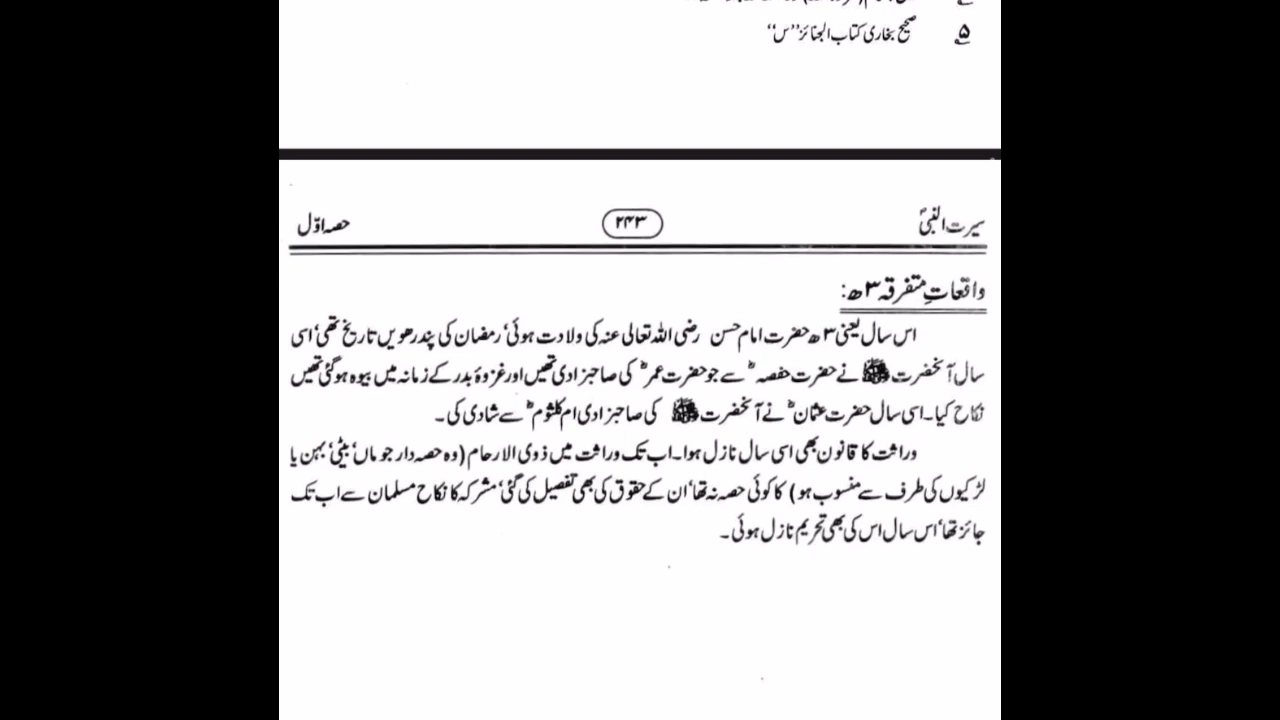 ۵ صحیح بخاری کتاب الجنائز ’’س‘‘
سیرت النبیؐ ۲۴۳ حصہ اوّل
واقعاتِ متفرقہ ۳ھ:
اس سال یعنی ۳ھ حضرت امام حسن رضی اللہ تعالی عنہ کی ولادت ہوئی‘ رمضان کی پندرھویں تاریخ تھی‘ اسی
سال آنحضرت ﷺ نے حضرت حفصہؓ سے جو حضرت عمرؓ کی صاحبزادی تھیں اور غزوۂ بدر کے زمانہ میں بیوہ ہوگئی تھیں
نکاح کیا۔ اسی سال حضرت عثمانؓ نے آنحضرت ﷺ کی صاحبزادی ام کلثومؓ سے شادی کی۔
وراثت کا قانون بھی اسی سال نازل ہوا۔ اب تک وراثت میں ذوی الارحام (وہ حصہ دار جو ماں‘ بیٹی‘ بہن یا
لڑکیوں کی طرف سے منسوب ہو) کا کوئی حصہ نہ تھا‘ ان کے حقوق کی بھی تفصیل کی گئی‘ مشرکہ کا نکاح مسلمان سے اب تک
جائز تھا‘ اس سال اس کی بھی تحریم نازل ہوئی۔